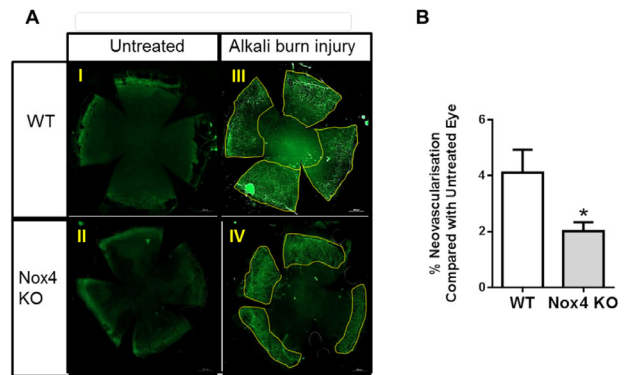 A
Untreated
Alkali burn injury
WT
I
III
Nox4
KO
II
IV
B
% Neovascularisation
Compared with Untreated Eye
6
4
2
0
*
WT
Nox4 KO